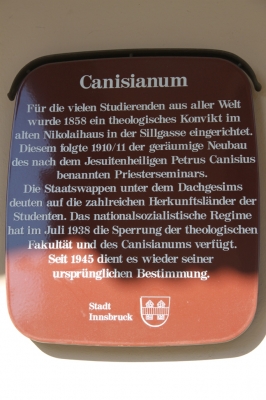 Canisianum
Für die vielen Studierenden aus aller Welt
wurde 1858 ein theologisches Konvikt im
alten Nikolaihaus in der Sillgasse eingerichtet.
Diesem folgte 1910/11 der geräumige Neubau
des nach dem Jesuitenheiligen Petrus Canisius
benannten Priesterseminars.
Die Staatswappen unter dem Dachgesims
deuten auf die zahlreichen Herkunftsländer der
Studenten. Das nationalsozialistische Regime
hat im Juli 1938 die Sperrung der theologischen
Fakultät und des Canisianums verfügt.
Seit 1945 dient es wieder seiner
ursprünglichen Bestimmung.
Stadt
Innsbruck